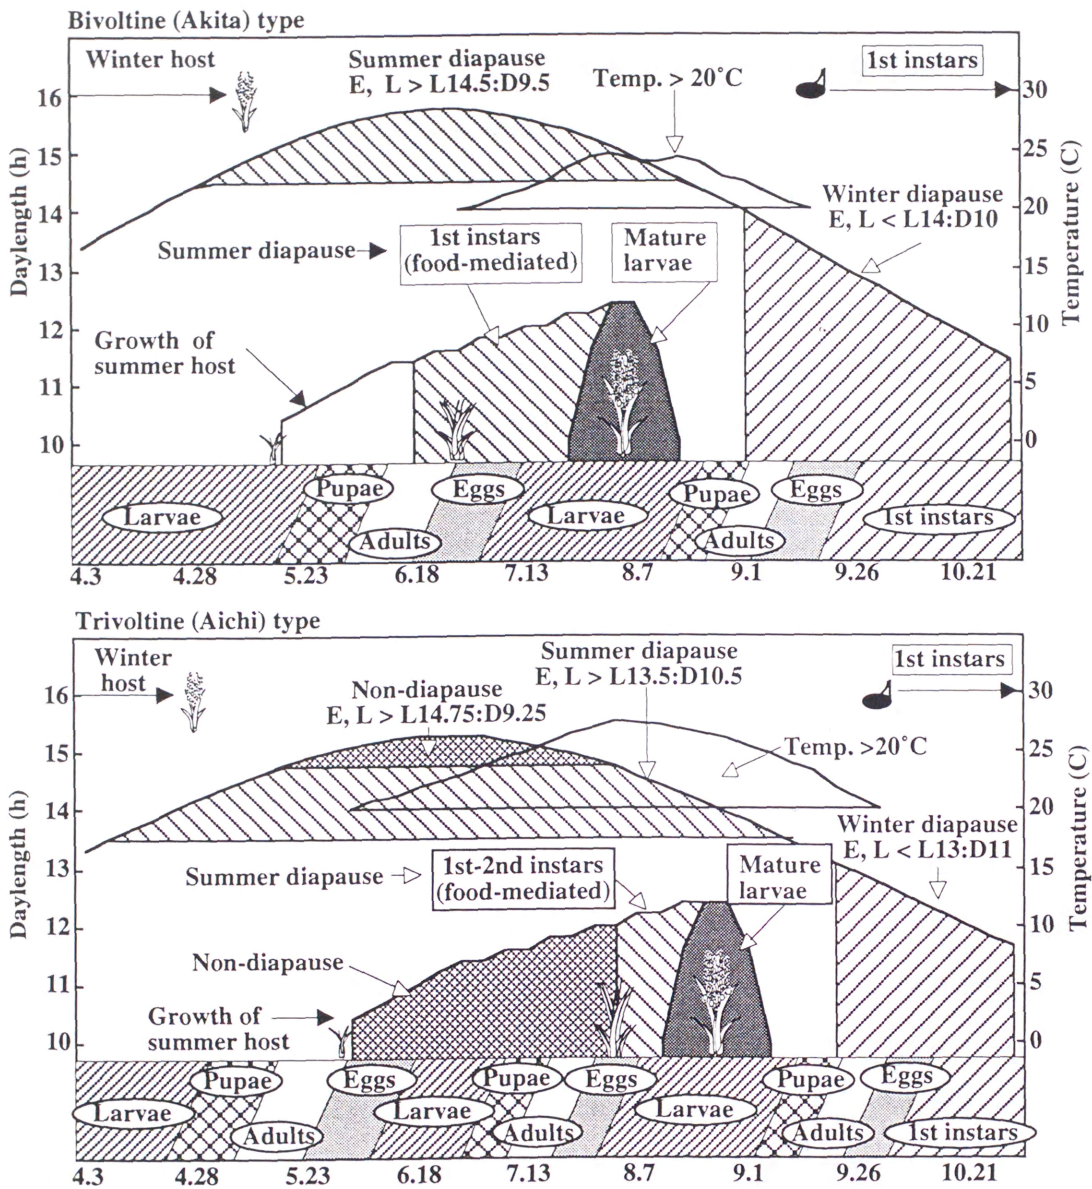 Bivoltine (Akita) type
Winter host
Summer diapause
E, L > L14.5:D9.5
Temp. > 20°C
1st instars
16
15
14
13
12
11
10
Daylength (h)
30
25
20
15
10
5
0
Temperature (C)
Winter diapause
E, L < L14:D10
Summer diapause
1st instars
(food-mediated)
Mature
larvae
Growth of
summer host
Pupae
Eggs
Pupae
Eggs
Larvae
Adults
Larvae
Adults
1st instars
4.3 4.28 5.23 6.18 7.13 8.7 9.1 9.26 10.21
Trivoltine (Aichi) type
Winter
host
Non-diapause
E, L > L14.75:D9.25
Summer diapause
E, L > L13.5:D10.5
1st instars
Temp. >20°C
16
15
14
13
12
11
10
Daylength (h)
30
25
20
15
10
5
0
Temperature (C)
Winter diapause
E, L < L13:D11
Summer diapause
1st-2nd instars
(food-mediated)
Mature
larvae
Non-diapause
Growth of
summer host
Pupae
Eggs
Pupae
Eggs
Pupae
Eggs
Larvae
Adults
Larvae
Adults
Larvae
Adults
1st instars
4.3 4.28 5.23 6.18 7.13 8.7 9.1 9.26 10.21